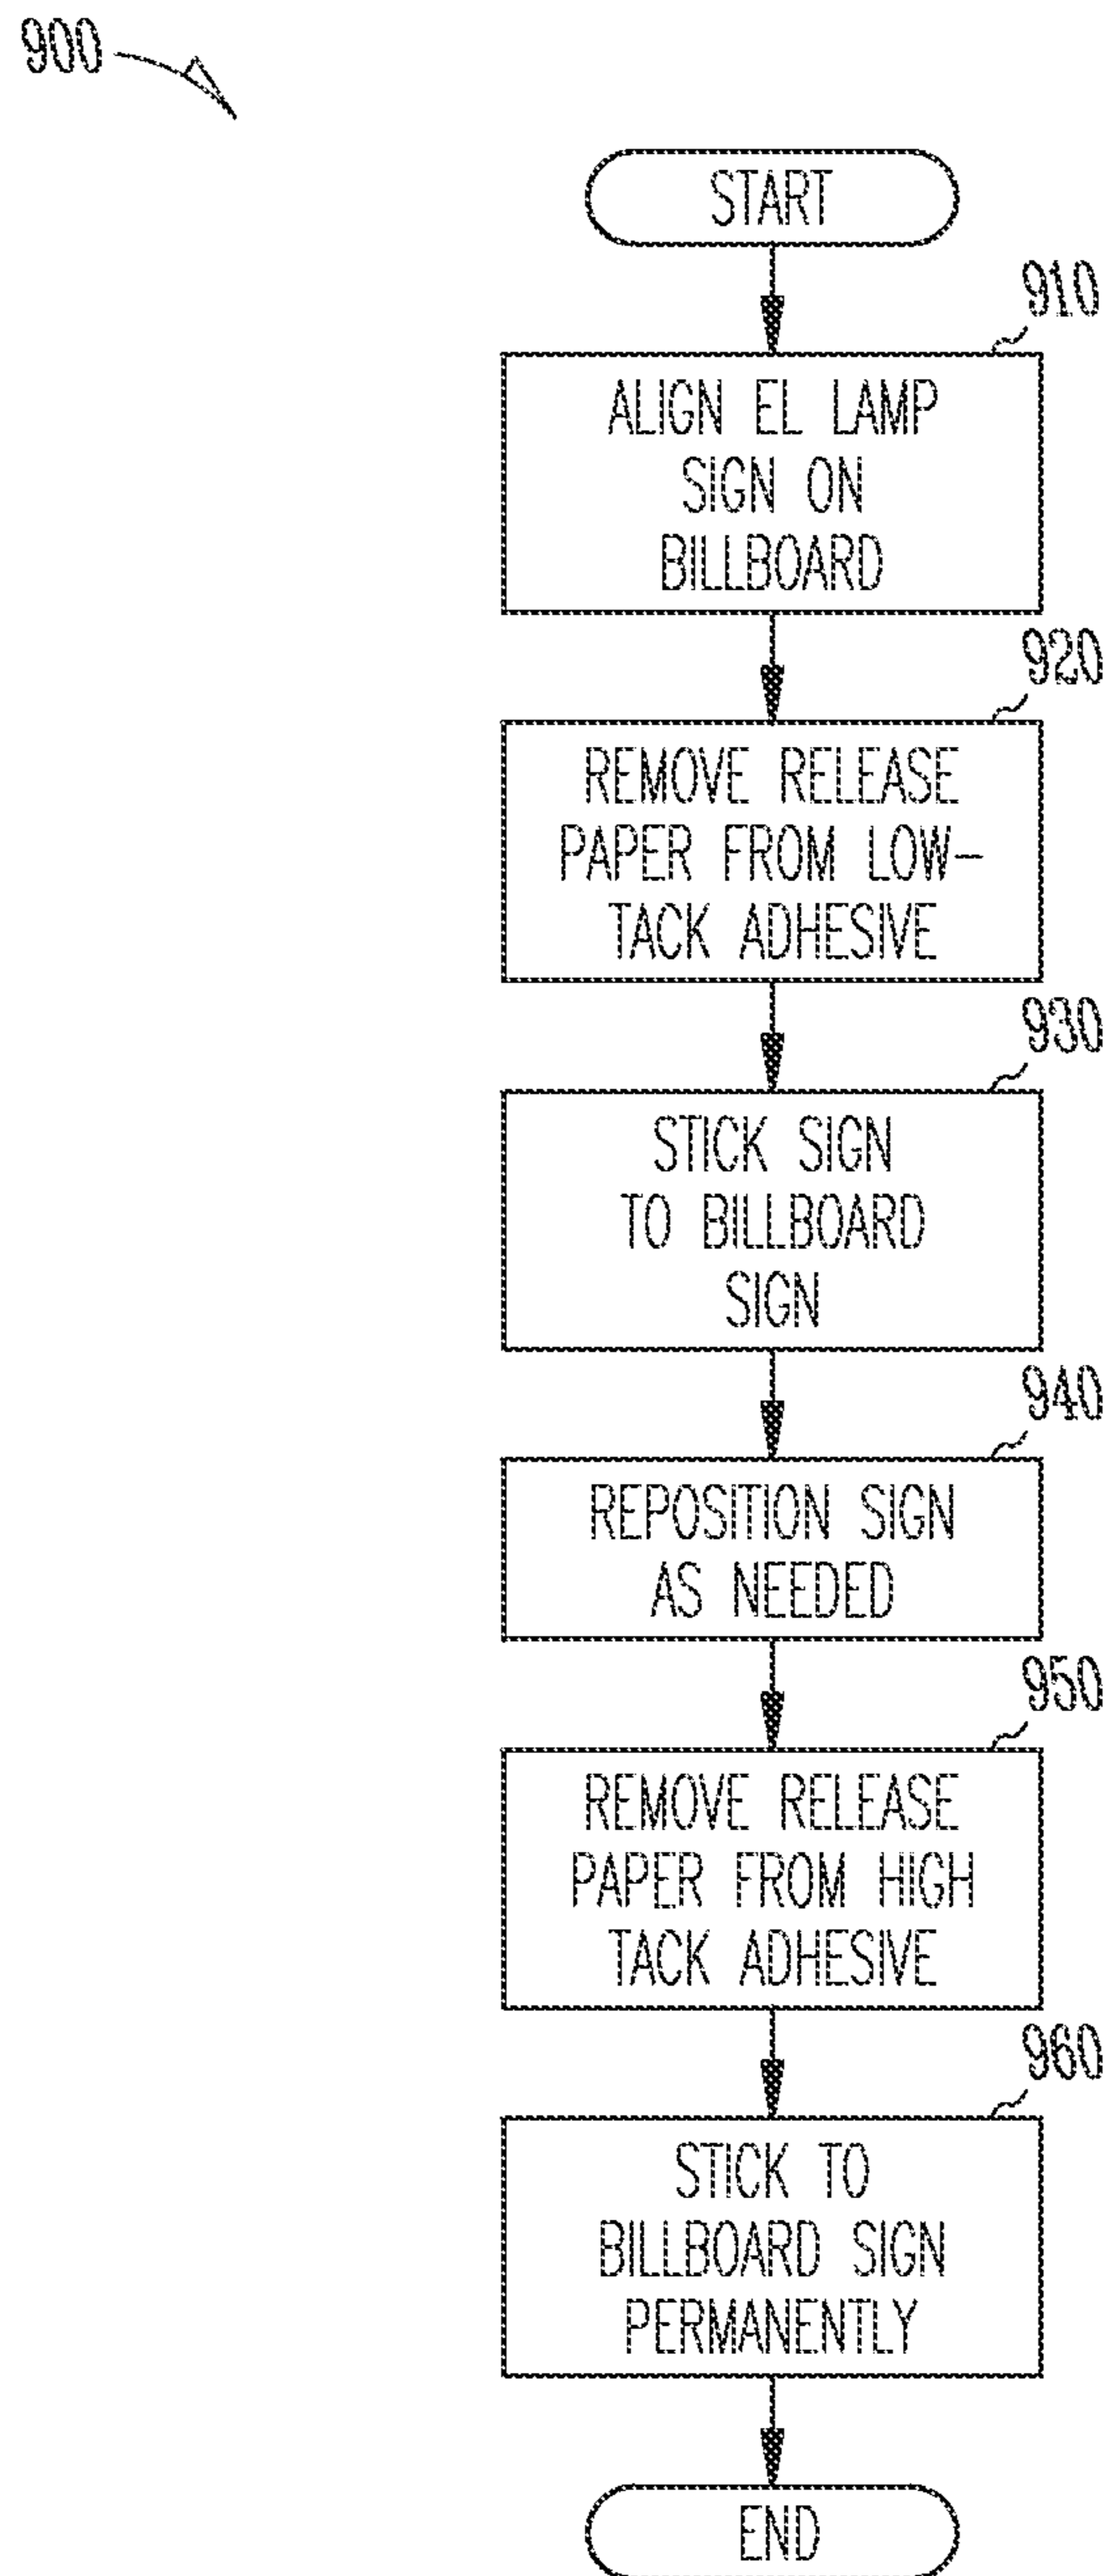 900
START
910
ALIGN EL LAMP
SIGN ON
BILLBOARD
920
REMOVE RELEASE
PAPER FROM LOW-
TACK ADHESIVE
930
STICK SIGN
TO BILLBOARD
SIGN
940
REPOSITION SIGN
AS NEEDED
950
REMOVE RELEASE
PAPER FROM HIGH
TACK ADHESIVE
960
STICK TO
BILLBOARD SIGN
PERMANENTLY
END